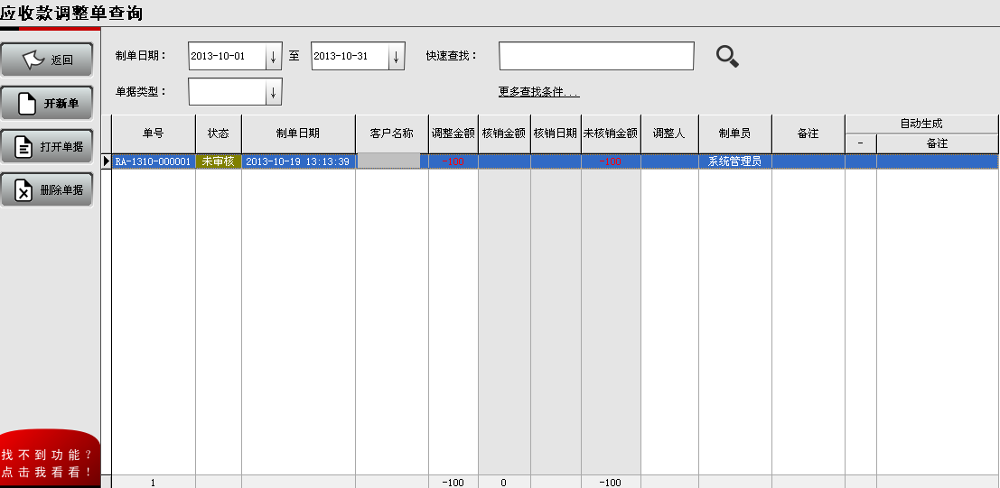 应收款调整单查询
返回
开新单
打开单据
删除单据
找不到功能?
点击我看看!
制单日期: 2013-10-01 ↓ 至 2013-10-31 ↓ 快速查找:
单据类型: ↓ 更多查找条件...
单号 状态 制单日期 客户名称 调整金额 核销金额 核销日期 未核销金额 调整人 制单员 备注 自动生成
- 备注
RA-1310-000001 未审核 2013-10-19 13:13:39 -100 -100 系统管理员
1 -100 0 -100